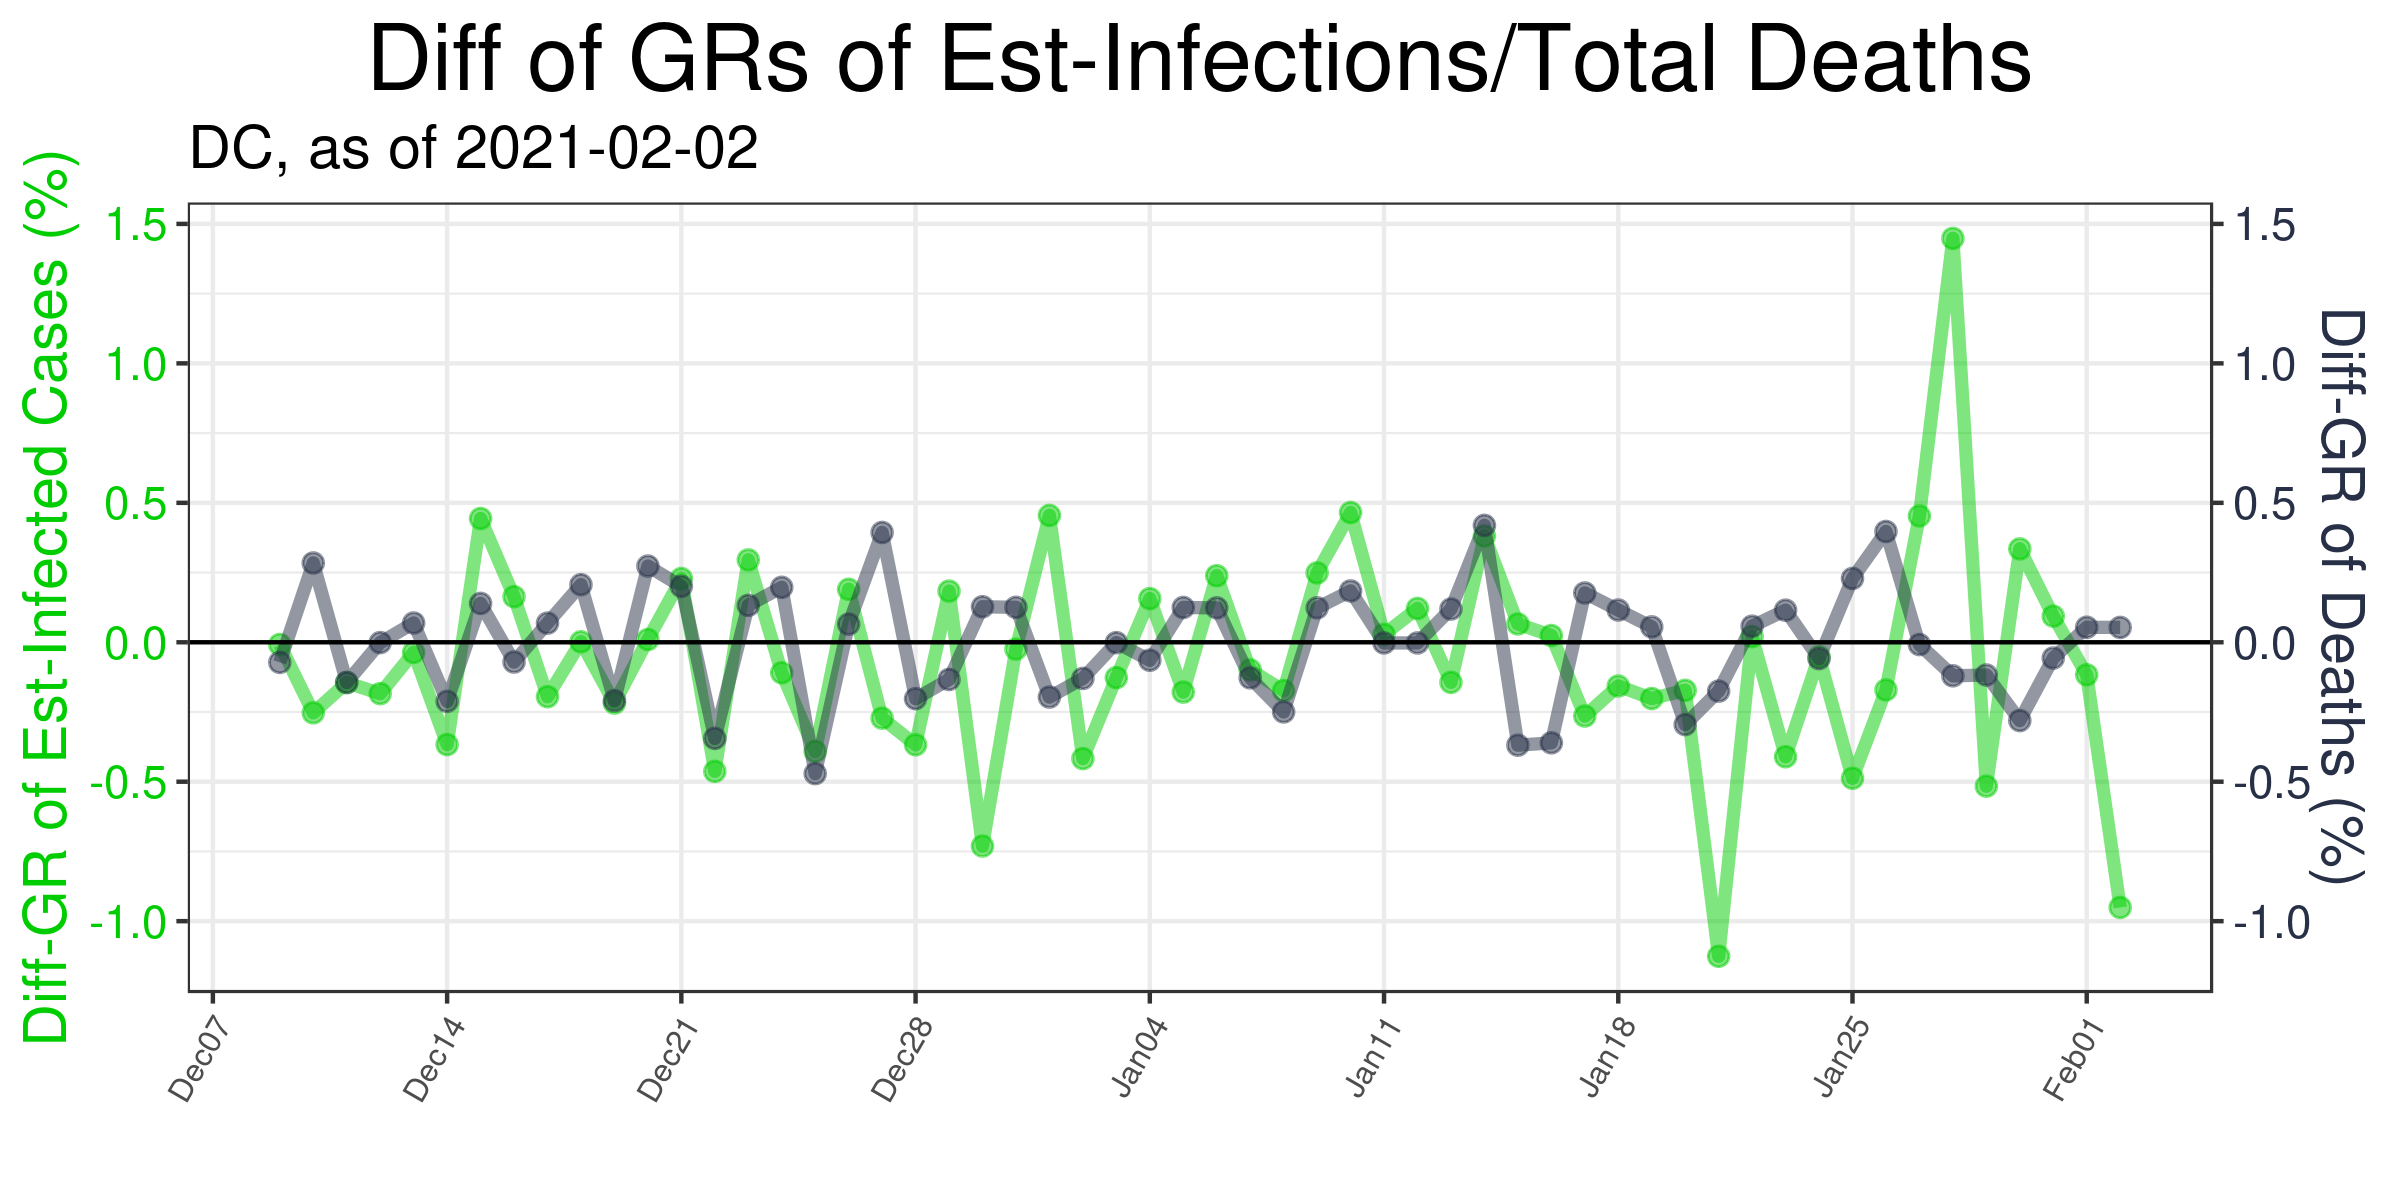 Diff of GRs of Est-Infections/Total Deaths
DC, as of 2021-02-02
Diff-GR of Est-Infected Cases (%)
1.5
1.0
0.5
0.0
-0.5
-1.0
1.5
1.0
0.5
0.0
-0.5
-1.0
Diff-GR of Deaths (%)
Dec07
Dec14
Dec21
Dec28
Jan04
Jan11
Jan18
Jan25
Feb01